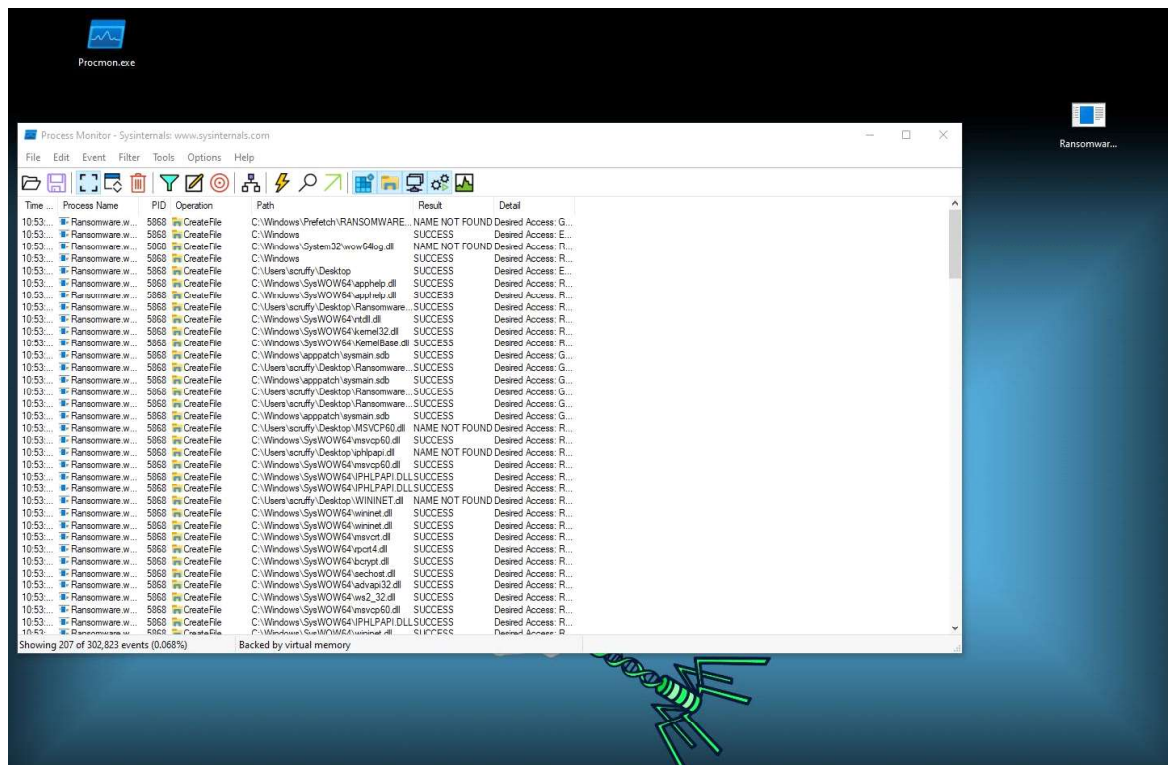 Procmon.exe
Ransomwar...
Process Monitor - Sysinternals: www.sysinternals.com
File Edit Event Filter Tools Options Help
Time ... Process Name PID Operation Path Result Detail
10:53:... Ransomware.w... 5868 CreateFile C:\Windows\Prefetch\RANSOMWARE... NAME NOT FOUND Desired Access: G...
10:53:... Ransomware.w... 5868 CreateFile C:\Windows SUCCESS Desired Access: E...
10:53:... Ransomware.w... 5868 CreateFile C:\Windows\System32\wow64log.dll NAME NOT FOUND Desired Access: R...
10:53:... Ransomware.w... 5868 CreateFile C:\Windows SUCCESS Desired Access: R...
10:53:... Ransomware.w... 5868 CreateFile C:\Users\scruffy\Desktop SUCCESS Desired Access: E...
10:53:... Ransomware.w... 5868 CreateFile C:\Windows\SysWOW64\apphelp.dll SUCCESS Desired Access: R...
10:53:... Ransomware.w... 5868 CreateFile C:\Windows\SysWOW64\apphelp.dll SUCCESS Desired Access: R...
10:53:... Ransomware.w... 5868 CreateFile C:\Users\scruffy\Desktop\Ransomware... SUCCESS Desired Access: R...
10:53:... Ransomware.w... 5868 CreateFile C:\Windows\SysWOW64\ntdll.dll SUCCESS Desired Access: R...
10:53:... Ransomware.w... 5868 CreateFile C:\Windows\SysWOW64\kernel32.dll SUCCESS Desired Access: R...
10:53:... Ransomware.w... 5868 CreateFile C:\Windows\SysWOW64\KernelBase.dll SUCCESS Desired Access: R...
10:53:... Ransomware.w... 5868 CreateFile C:\Windows\apppatch\sysmain.sdb SUCCESS Desired Access: G...
10:53:... Ransomware.w... 5868 CreateFile C:\Users\scruffy\Desktop\Ransomware... SUCCESS Desired Access: G...
10:53:... Ransomware.w... 5868 CreateFile C:\Windows\apppatch\sysmain.sdb SUCCESS Desired Access: G...
10:53:... Ransomware.w... 5868 CreateFile C:\Users\scruffy\Desktop\Ransomware... SUCCESS Desired Access: G...
10:53:... Ransomware.w... 5868 CreateFile C:\Users\scruffy\Desktop\Ransomware... SUCCESS Desired Access: G...
10:53:... Ransomware.w... 5868 CreateFile C:\Windows\apppatch\sysmain.sdb SUCCESS Desired Access: G...
10:53:... Ransomware.w... 5868 CreateFile C:\Users\scruffy\Desktop\MSVCP60.dll NAME NOT FOUND Desired Access: R...
10:53:... Ransomware.w... 5868 CreateFile C:\Windows\SysWOW64\msvcp60.dll SUCCESS Desired Access: R...
10:53:... Ransomware.w... 5868 CreateFile C:\Users\scruffy\Desktop\iphlpapi.dll NAME NOT FOUND Desired Access: R...
10:53:... Ransomware.w... 5868 CreateFile C:\Windows\SysWOW64\msvcp60.dll SUCCESS Desired Access: R...
10:53:... Ransomware.w... 5868 CreateFile C:\Windows\SysWOW64\IPHLPAPI.DLL SUCCESS Desired Access: R...
10:53:... Ransomware.w... 5868 CreateFile C:\Windows\SysWOW64\IPHLPAPI.DLL SUCCESS Desired Access: R...
10:53:... Ransomware.w... 5868 CreateFile C:\Users\scruffy\Desktop\WININET.dll NAME NOT FOUND Desired Access: R...
10:53:... Ransomware.w... 5868 CreateFile C:\Windows\SysWOW64\wininet.dll SUCCESS Desired Access: R...
10:53:... Ransomware.w... 5868 CreateFile C:\Windows\SysWOW64\wininet.dll SUCCESS Desired Access: R...
10:53:... Ransomware.w... 5868 CreateFile C:\Windows\SysWOW64\msvcrt.dll SUCCESS Desired Access: R...
10:53:... Ransomware.w... 5868 CreateFile C:\Windows\SysWOW64\rpcrt4.dll SUCCESS Desired Access: R...
10:53:... Ransomware.w... 5868 CreateFile C:\Windows\SysWOW64\bcrypt.dll SUCCESS Desired Access: R...
10:53:... Ransomware.w... 5868 CreateFile C:\Windows\SysWOW64\sechost.dll SUCCESS Desired Access: R...
10:53:... Ransomware.w... 5868 CreateFile C:\Windows\SysWOW64\advapi32.dll SUCCESS Desired Access: R...
10:53:... Ransomware.w... 5868 CreateFile C:\Windows\SysWOW64\ws2_32.dll SUCCESS Desired Access: R...
10:53:... Ransomware.w... 5868 CreateFile C:\Windows\SysWOW64\msvcp60.dll SUCCESS Desired Access: R...
10:53:... Ransomware.w... 5868 CreateFile C:\Windows\SysWOW64\IPHLPAPI.DLL SUCCESS Desired Access: R...
10:53:... Ransomware.w... 5868 CreateFile C:\Windows\SysWOW64\wininet.dll SUCCESS Desired Access: R...
Showing 207 of 302,823 events (0.068%) Backed by virtual memory